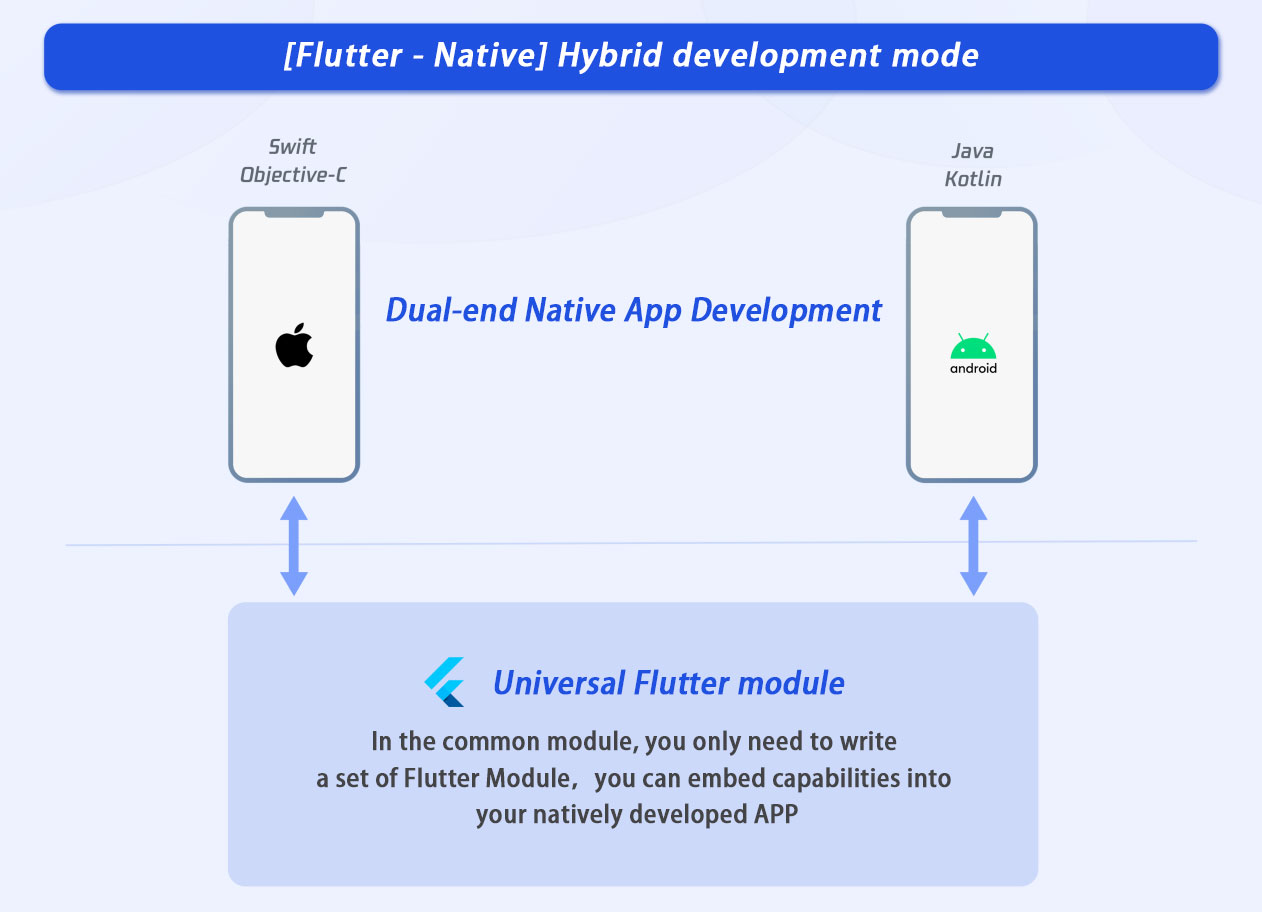 [Flutter - Native] Hybrid development mode
Swift
Objective-C
Java
Kotlin
Dual-end Native App Development
android
Universal Flutter module
In the common module, you only need to write
a set of Flutter Module，you can embed capabilities into
your natively developed APP